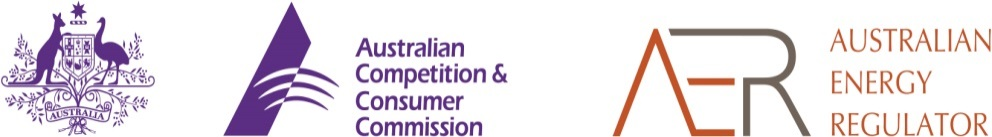 AUSTRALIA
Australian
Competition &
Consumer
Commission
AER
AUSTRALIAN
ENERGY
REGULATOR